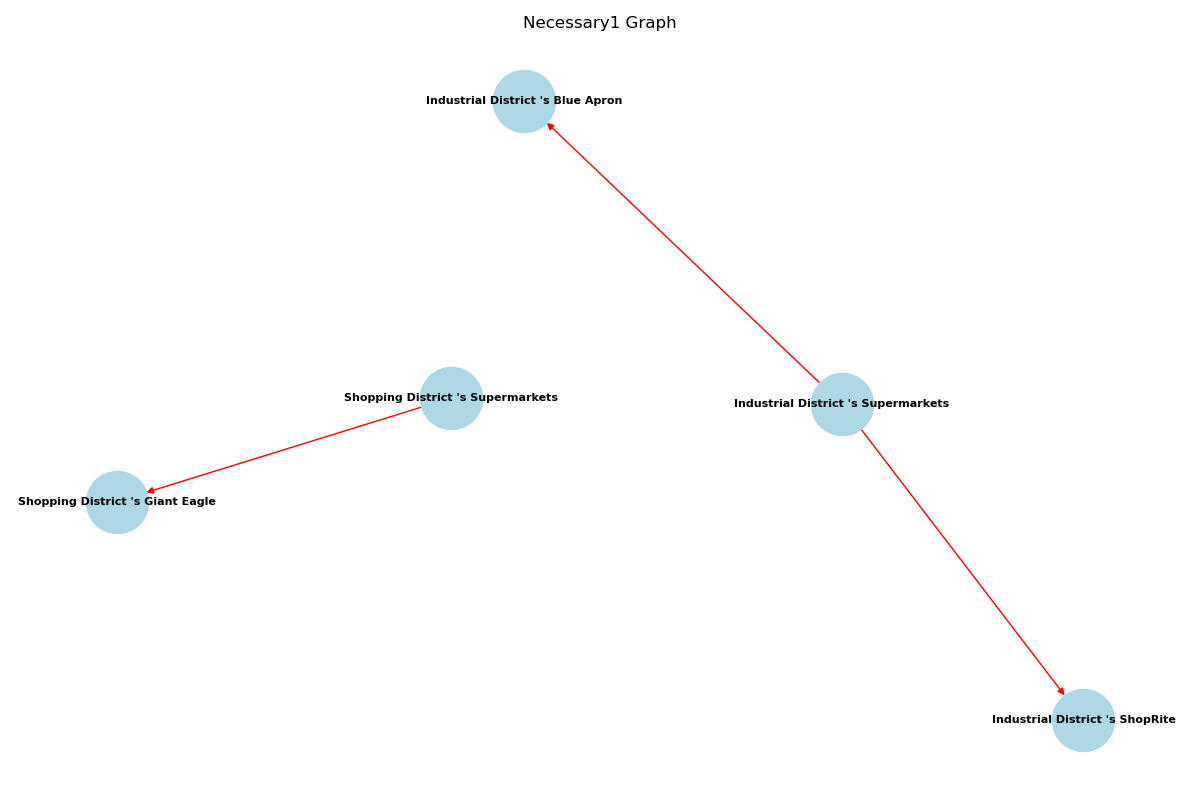 Necessary1 Graph
Industrial District 's Blue Apron
Shopping District 's Supermarkets
Industrial District 's Supermarkets
Shopping District 's Giant Eagle
Industrial District 's ShopRite